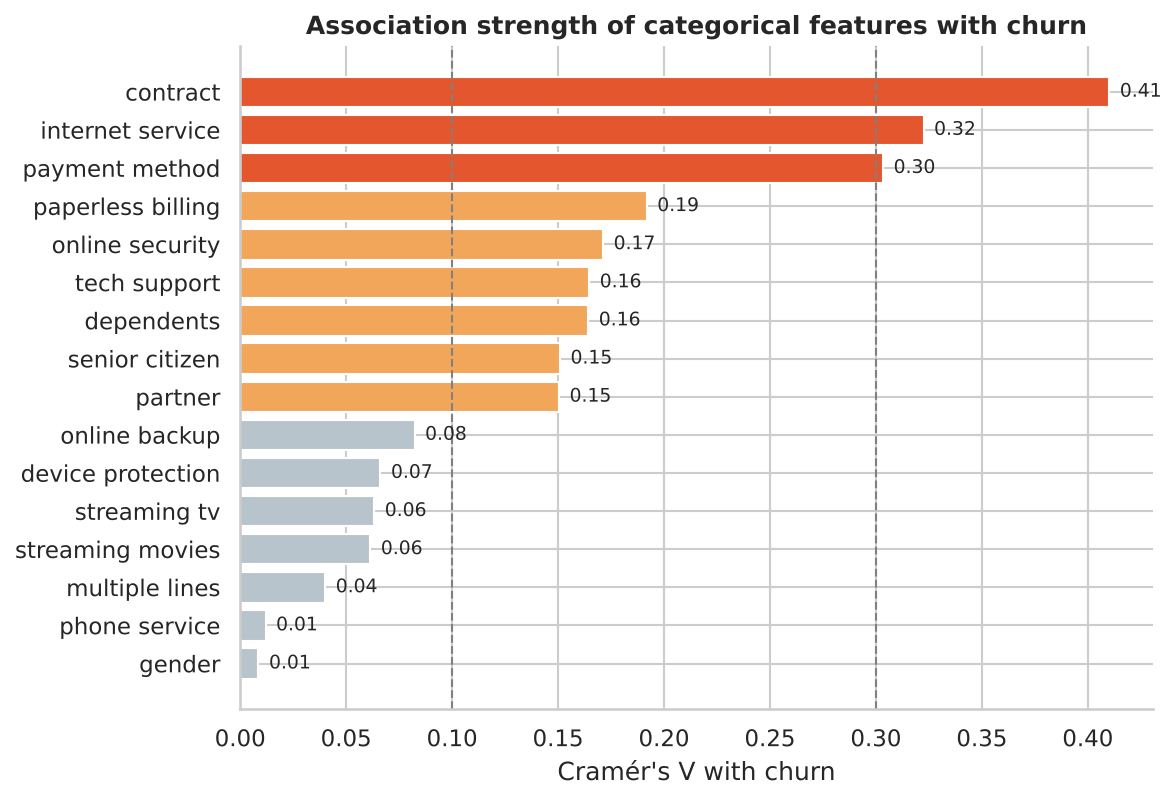 Association strength of categorical features with churn
contract 0.41
internet service 0.32
payment method 0.30
paperless billing 0.19
online security 0.17
tech support 0.16
dependents 0.16
senior citizen 0.15
partner 0.15
online backup 0.08
device protection 0.07
streaming tv 0.06
streaming movies 0.06
multiple lines 0.04
phone service 0.01
gender 0.01
0.00 0.05 0.10 0.15 0.20 0.25 0.30 0.35 0.40
Cramér's V with churn